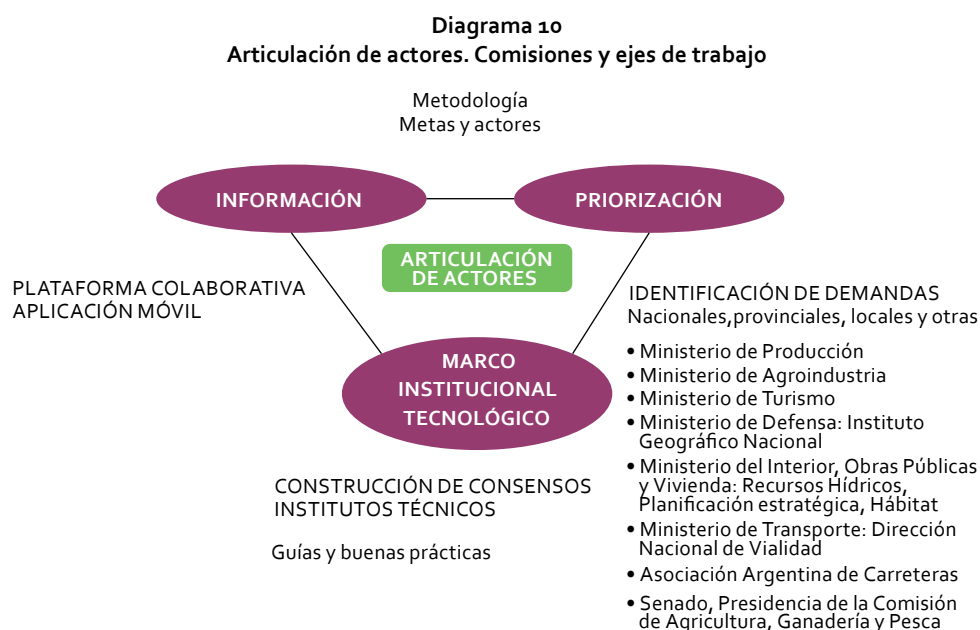 Diagrama 10
Articulación de actores. Comisiones y ejes de trabajo
Metodología
Metas y actores
INFORMACIÓN
PRIORIZACIÓN
ARTICULACIÓN
DE ACTORES
PLATAFORMA COLABORATIVA
APLICACIÓN MÓVIL
MARCO
INSTITUCIONAL
TECNOLÓGICO
CONSTRUCCIÓN DE CONSENSOS
INSTITUTOS TÉCNICOS
Guías y buenas prácticas
IDENTIFICACIÓN DE DEMANDAS
Nacionales,provinciales, locales y otras
• Ministerio de Producción
• Ministerio de Agroindustria
• Ministerio de Turismo
• Ministerio de Defensa: Instituto
Geográfico Nacional
• Ministerio del Interior, Obras Públicas
y Vivienda: Recursos Hídricos,
Planificación estratégica, Hábitat
• Ministerio de Transporte: Dirección
Nacional de Vialidad
• Asociación Argentina de Carreteras
• Senado, Presidencia de la Comisión
de Agricultura, Ganadería y Pesca